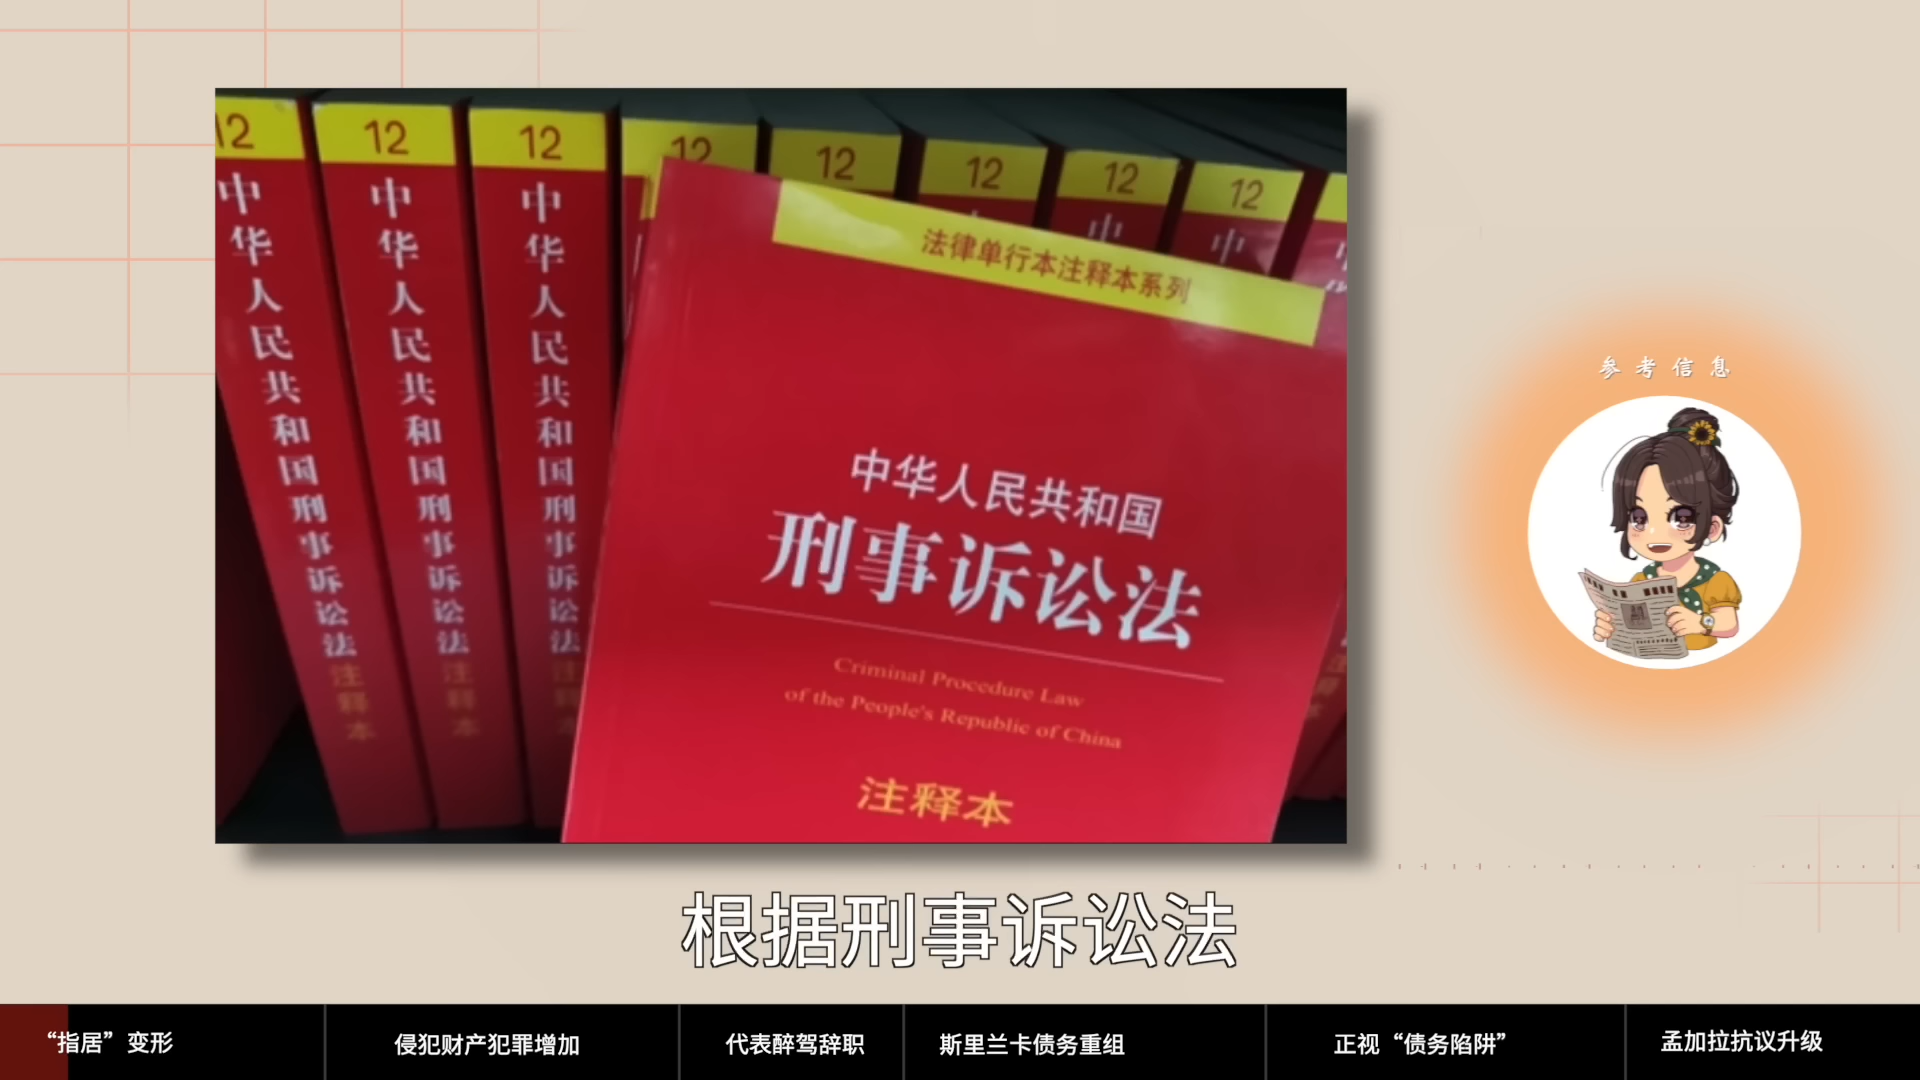 12
12
12
12
12
12
12
12
中华人民共和国刑事诉讼法 注释本
中华人民共和国刑事诉讼法 注释本
中华人民共和国刑事诉讼法 注释本
中
中
法律单行本注释本系列
中华人民共和国
刑事诉讼法
Criminal Procedure Law
of the People's Republic of China
注释本
参考信息
根据刑事诉讼法
“指居”变形
侵犯财产犯罪增加
代表醉驾辞职
斯里兰卡债务重组
正视“债务陷阱”
孟加拉抗议升级